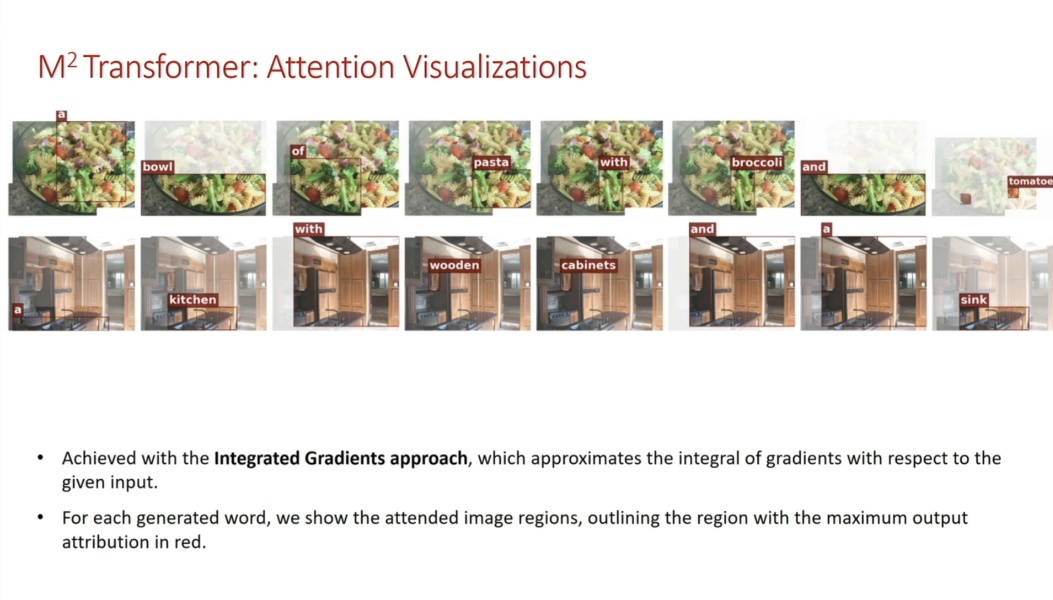 M² Transformer: Attention Visualizations
a bowl of pasta with broccoli and tomatoe
a kitchen with wooden cabinets and a sink
• Achieved with the Integrated Gradients approach, which approximates the integral of gradients with respect to the
given input.
• For each generated word, we show the attended image regions, outlining the region with the maximum output
attribution in red.